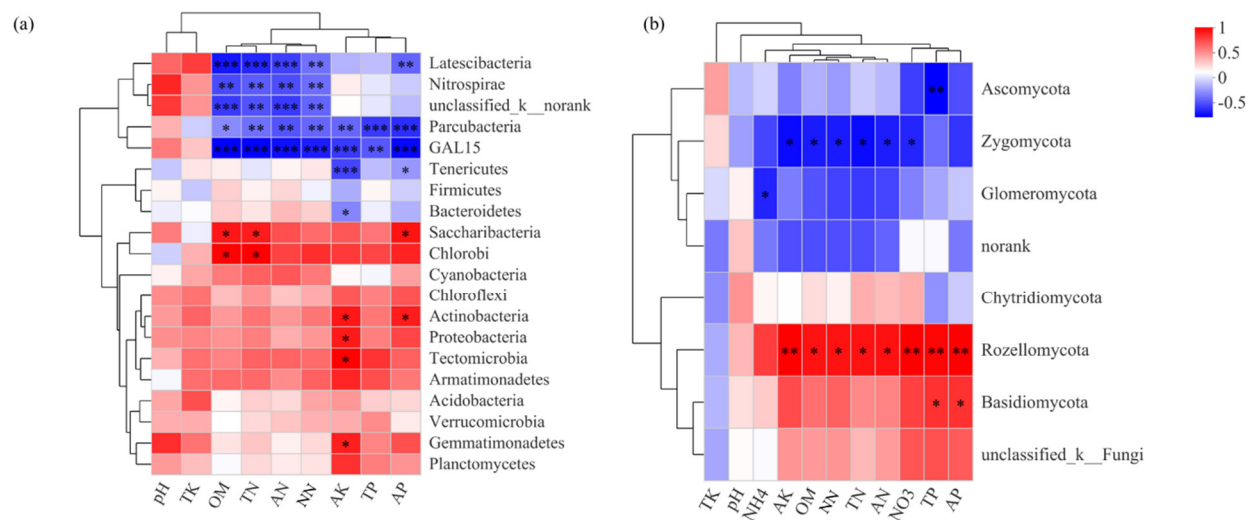 (a)
*** *** *** ** ** Latescibacteria
** ** ** ** Nitrospirae
*** ** *** ** unclassified_k__norank
* ** ** ** ** *** *** Parcubacteria
*** *** *** *** *** ** *** GAL15
*** * Tenericutes
Firmicutes
* Bacteroidetes
* * * Saccharibacteria
* * Chlorobi
Cyanobacteria
Chloroflexi
* * Actinobacteria
* Proteobacteria
* Tectomicrobia
Armatimonadetes
Acidobacteria
Verrucomicrobia
* Gemmatimonadetes
Planctomycetes
pH TK OM TN AN NN AK TP AP
(b)
** Ascomycota
* * * * * * Zygomycota
* Glomeromycota
norank
Chytridiomycota
** * * * * ** ** ** Rozellomycota
* * Basidiomycota
unclassified_k__Fungi
TK pH NH4 AK OM NN TN AN NO3 TP AP
1
0.5
0
-0.5